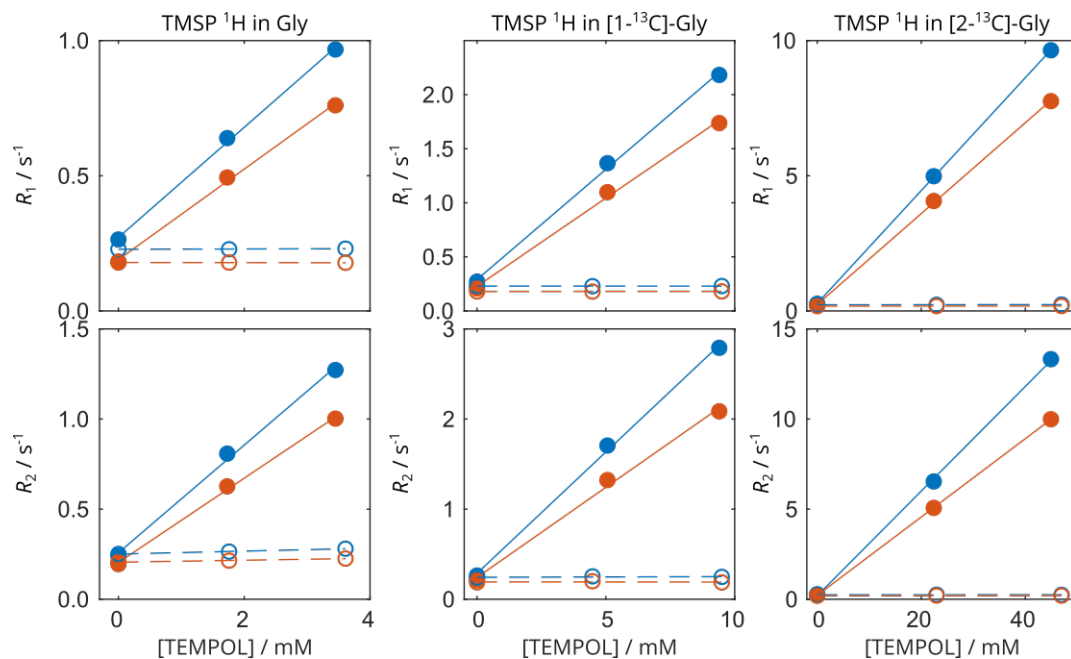 TMSP ¹H in Gly
TMSP ¹H in [1-¹³C]-Gly
TMSP ¹H in [2-¹³C]-Gly
R₁ / s⁻¹
1.0
0.5
0.0
R₁ / s⁻¹
2.0
1.5
1.0
0.5
0.0
R₁ / s⁻¹
10
5
0
R₂ / s⁻¹
1.5
1.0
0.5
0.0
0
2
4
[TEMPOL] / mM
R₂ / s⁻¹
3
2
1
0
0
5
10
[TEMPOL] / mM
R₂ / s⁻¹
15
10
5
0
0
20
40
[TEMPOL] / mM